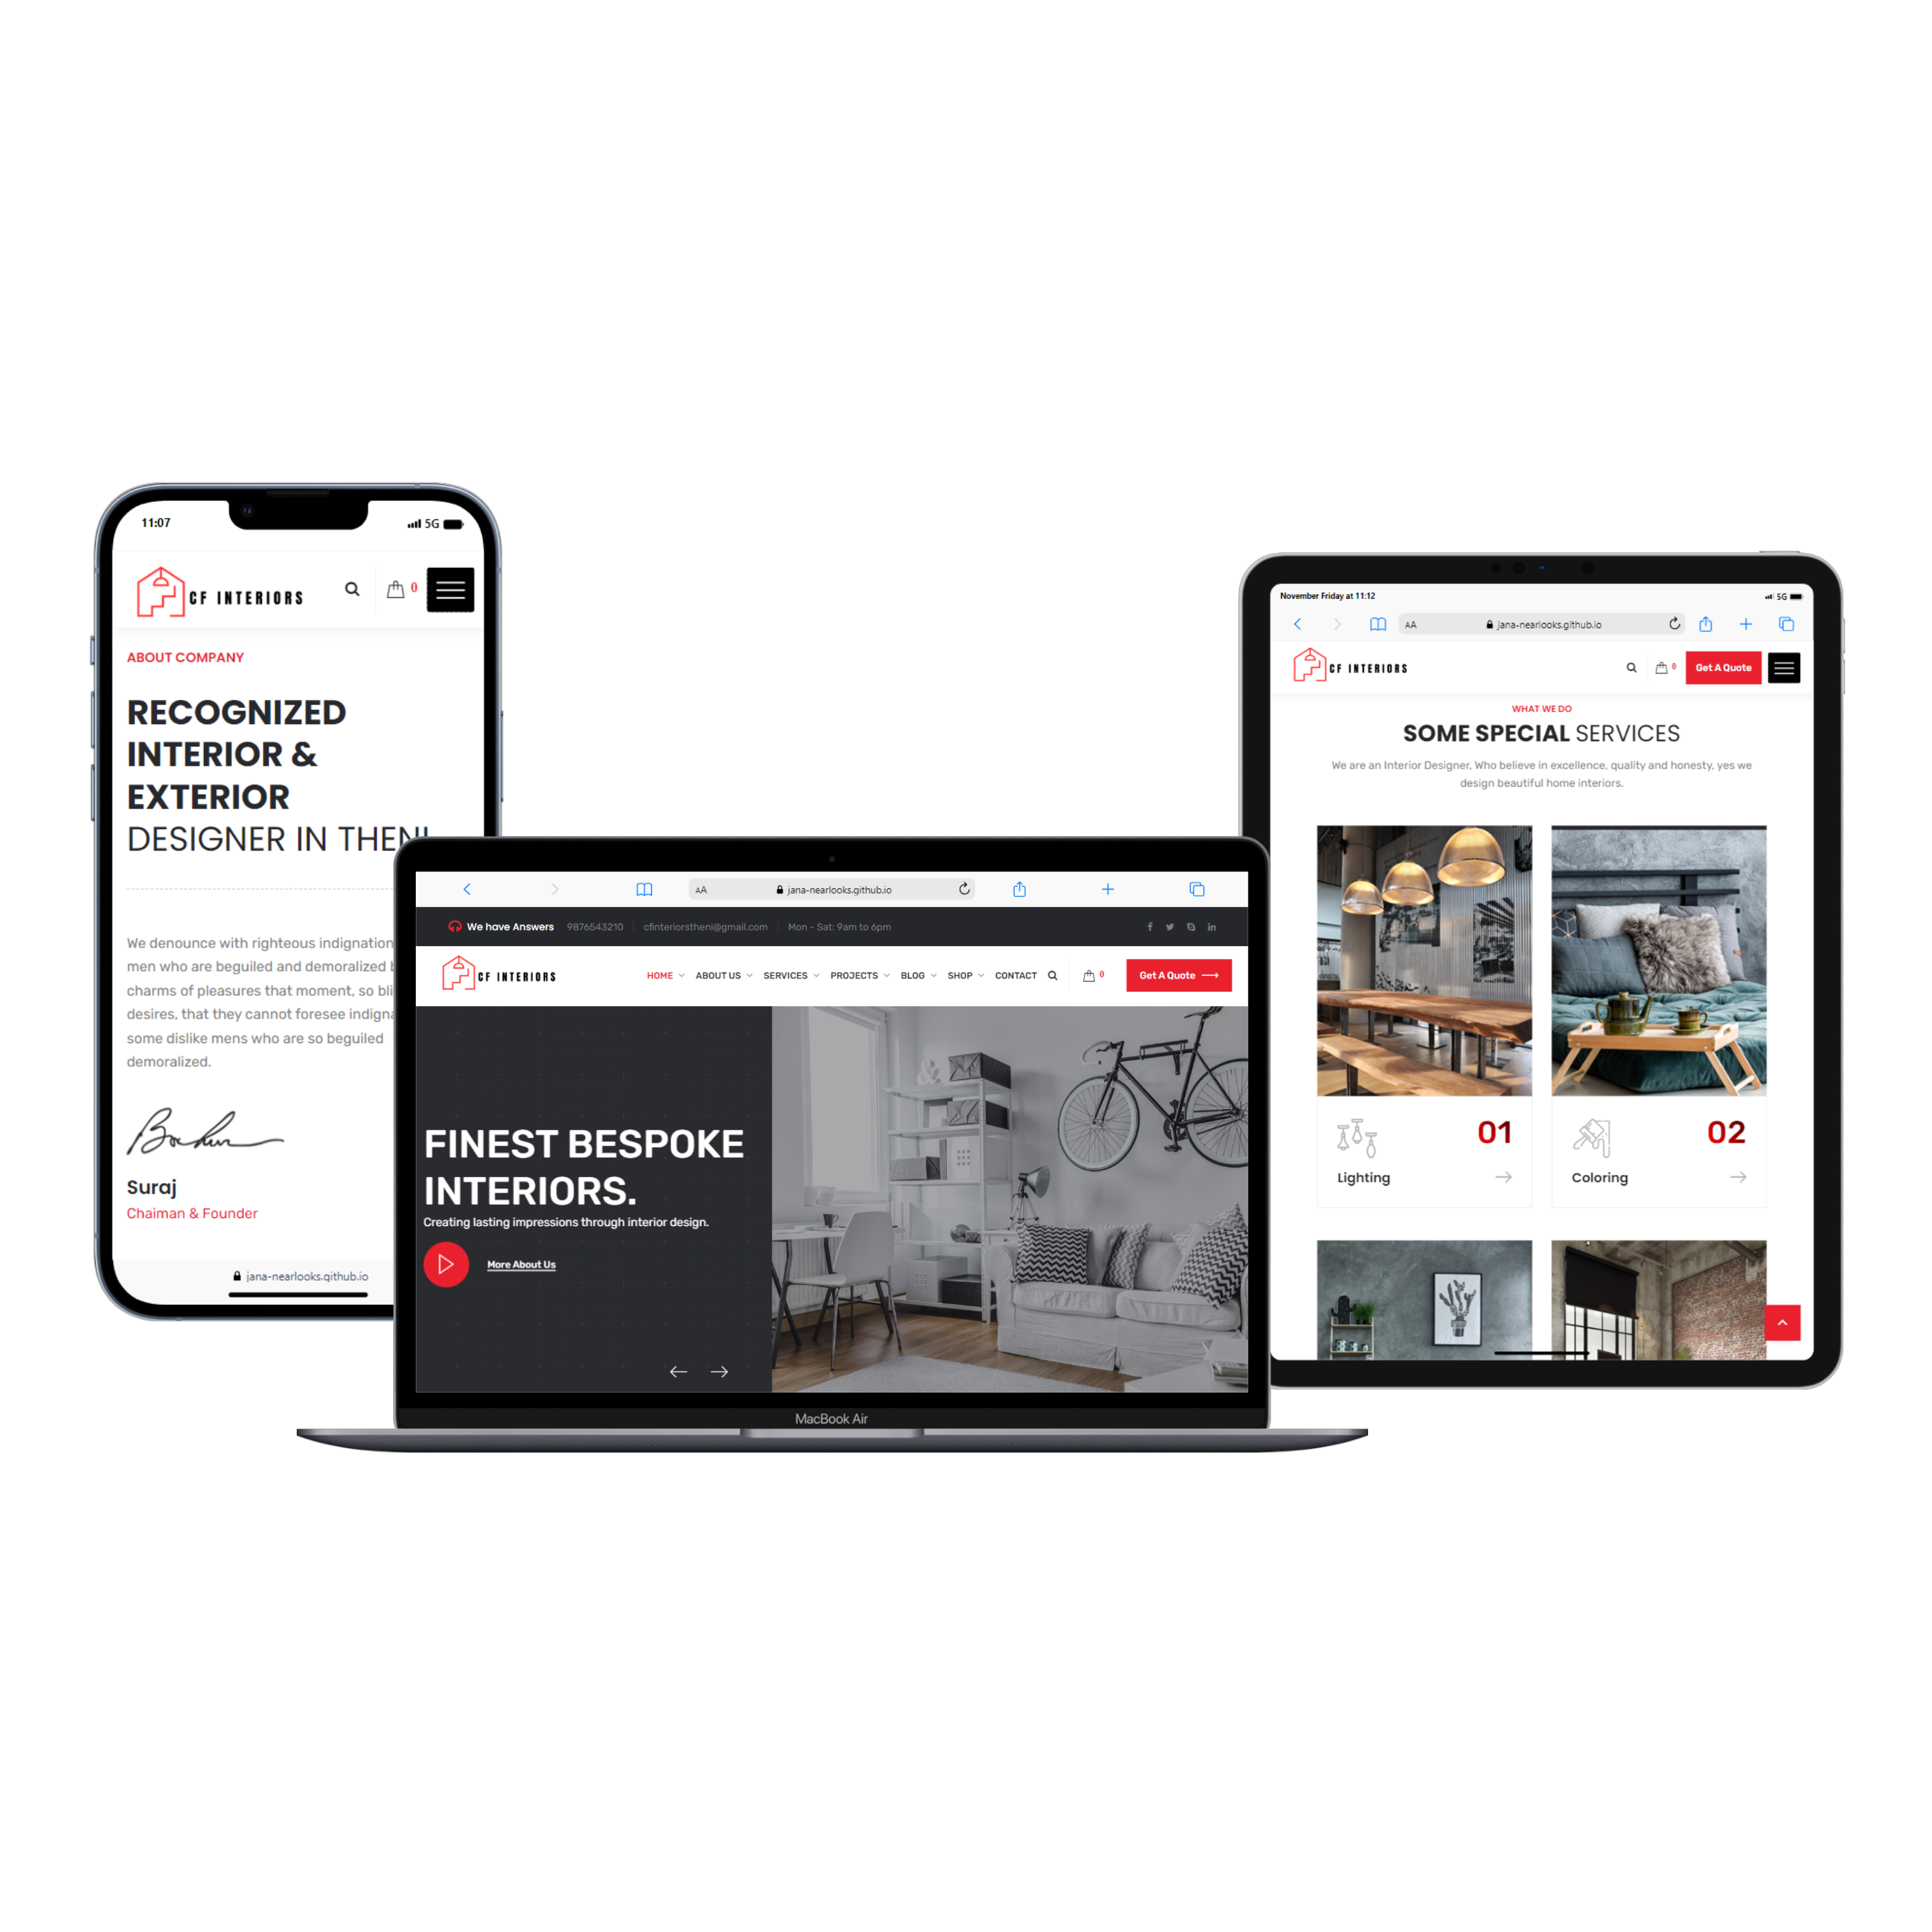 11:07
5G
CF INTERIORS
0
ABOUT COMPANY
RECOGNIZED
INTERIOR &
EXTERIOR
DESIGNER IN THENI
We denounce with righteous indignation
men who are beguiled and demoralized
charms of pleasures that moment, so
desires, that they cannot foresee
some dislike mens who are so beguiled
demoralized.
Suraj
Chaiman & Founder
jana-nearlooks.github.io
AA
jana-nearlooks.github.io
We have Answers
9876543210
cfinteriorstheni@gmail.com
Mon - Sat: 9am to 6pm
CF INTERIORS
HOME
ABOUT US
SERVICES
PROJECTS
BLOG
SHOP
CONTACT
0
Get A Quote
FINEST BESPOKE
INTERIORS.
Creating lasting impressions through interior design.
More About Us
MacBook Air
November Friday at 11:12
5G
AA
jana-nearlooks.github.io
CF INTERIORS
0
Get A Quote
WHAT WE DO
SOME SPECIAL SERVICES
We are an Interior Designer, Who believe in excellence, quality and honesty, yes we
design beautiful home interiors.
01
Lighting
02
Coloring